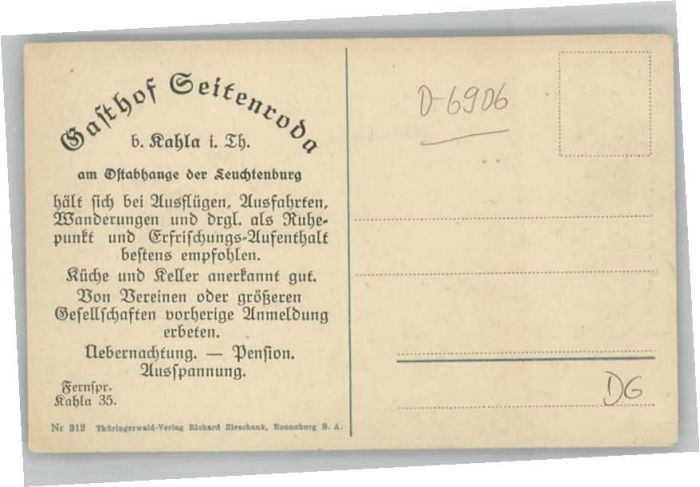 Gasthof Seitenroda
b. Kahla i. Th.
am Ostabhange der Leuchtenburg
hält sich bei Ausflügen, Ausfahrten,
Wanderungen und drgl. als Ruhe-
punkt und Erfrischungs-Aufenthalt
bestens empfohlen.
Küche und Keller anerkannt gut.
Von Vereinen oder größeren
Gesellschaften vorherige Anmeldung
erbeten.
Uebernachtung. — Pension.
Ausspannung.
Fernspr.
Kahla 35.
Nr 312 Thüringerwald-Verlag Richard Zieschank, Ronneburg S. A.
D-6906
DG